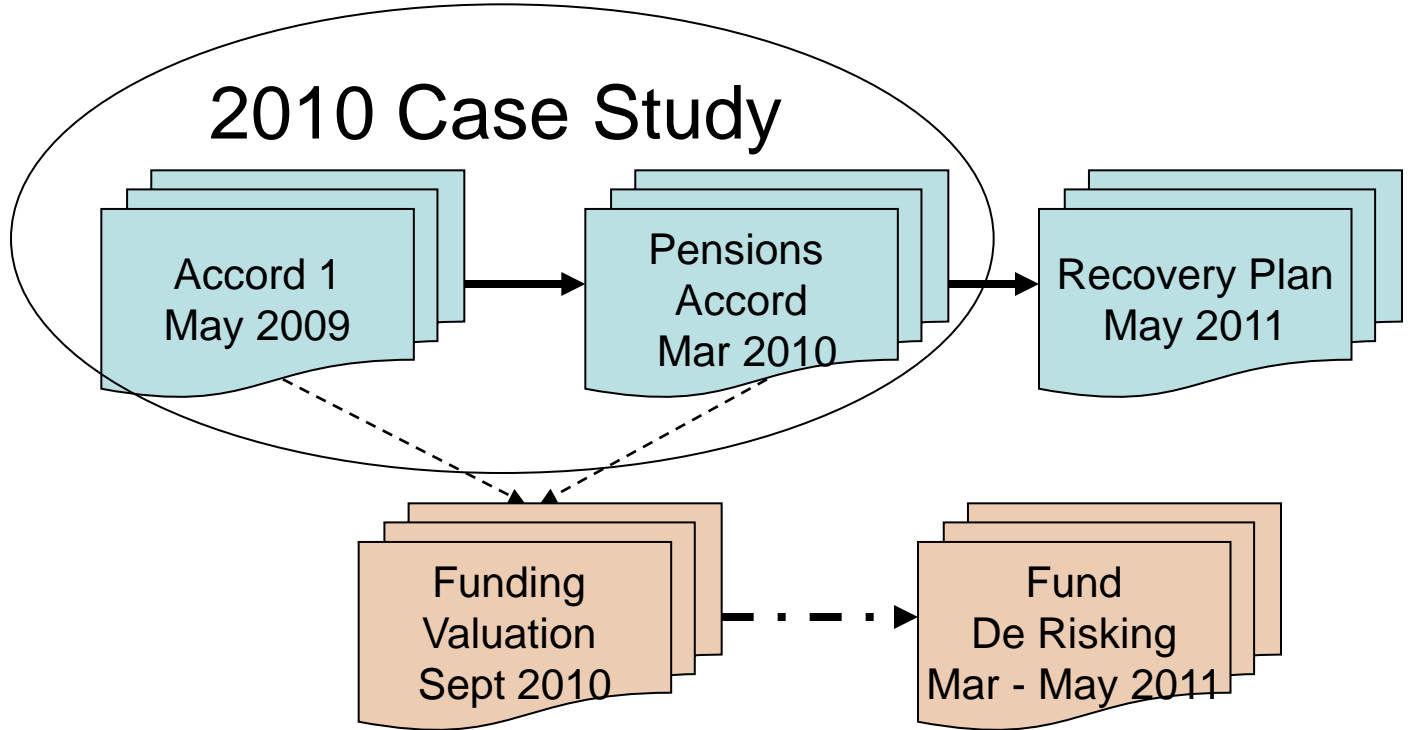 2010 Case Study
Accord 1
May 2009
Pensions
Accord
Mar 2010
Recovery Plan
May 2011
Funding
Valuation
Sept 2010
Fund
De Risking
Mar - May 2011